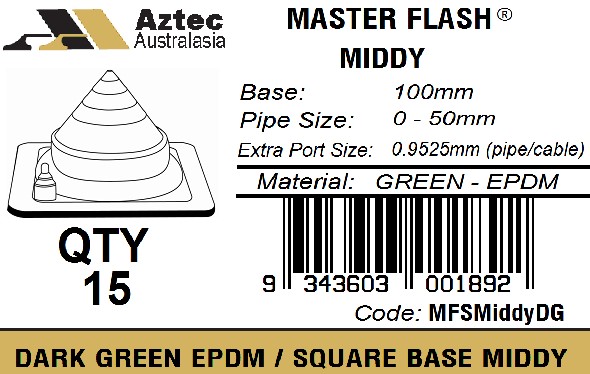 Aztec
Australasia
MASTER FLASH®
MIDDY
Base: 100mm
Pipe Size: 0 - 50mm
Extra Port Size: 0.9525mm (pipe/cable)
Material: GREEN - EPDM
QTY
15
9 343603 001892
Code: MFSMiddyDG
DARK GREEN EPDM / SQUARE BASE MIDDY